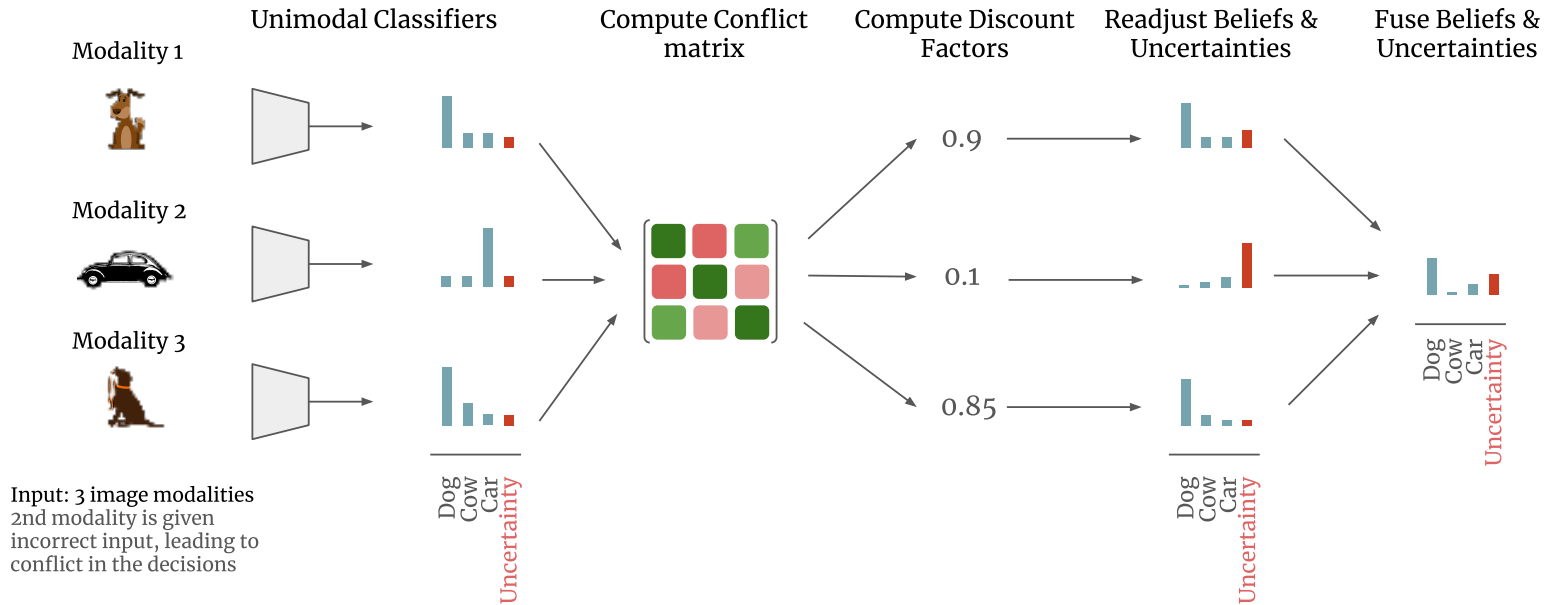 Unimodal Classifiers
Compute Conflict
matrix
Compute Discount
Factors
Readjust Beliefs &
Uncertainties
Fuse Beliefs &
Uncertainties
Modality 1
Modality 2
Modality 3
0.9
0.1
0.85
Dog
Cow
Car
Uncertainty
Dog
Cow
Car
Uncertainty
Dog
Cow
Car
Uncertainty
Input: 3 image modalities
2nd modality is given
incorrect input, leading to
conflict in the decisions